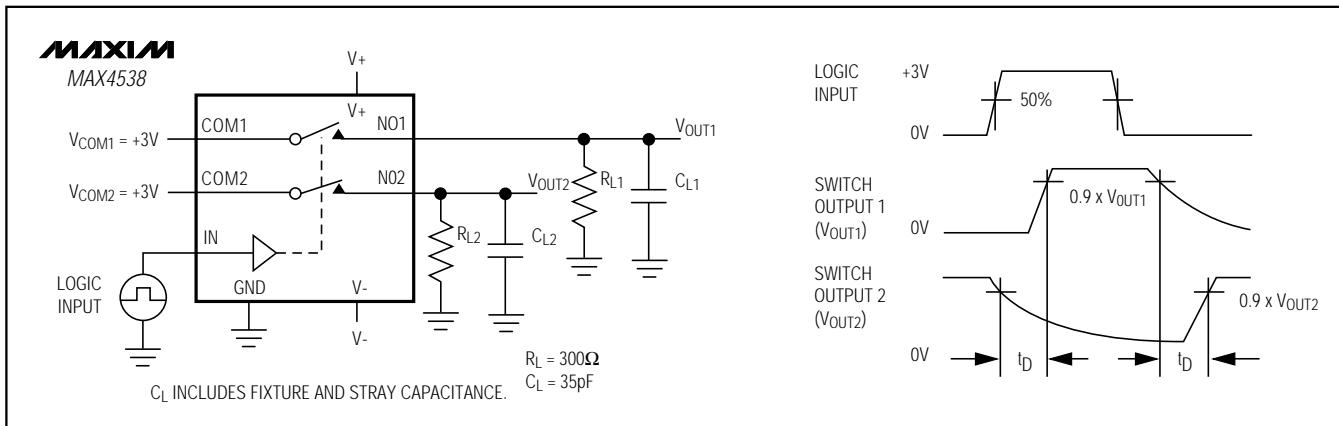 MAXIM
MAX4538
V+
V+
COM1
NO1
VCOM1 = +3V
VOUT1
COM2
NO2
VCOM2 = +3V
VOUT2
RL1
CL1
RL2
CL2
IN
LOGIC
INPUT
GND
V-
V-
RL = 300Ω
CL = 35pF
CL INCLUDES FIXTURE AND STRAY CAPACITANCE.
LOGIC
INPUT
+3V
50%
0V
SWITCH
OUTPUT 1
(VOUT1)
0V
0.9 x VOUT1
SWITCH
OUTPUT 2
(VOUT2)
0.9 x VOUT2
0V
tD
tD